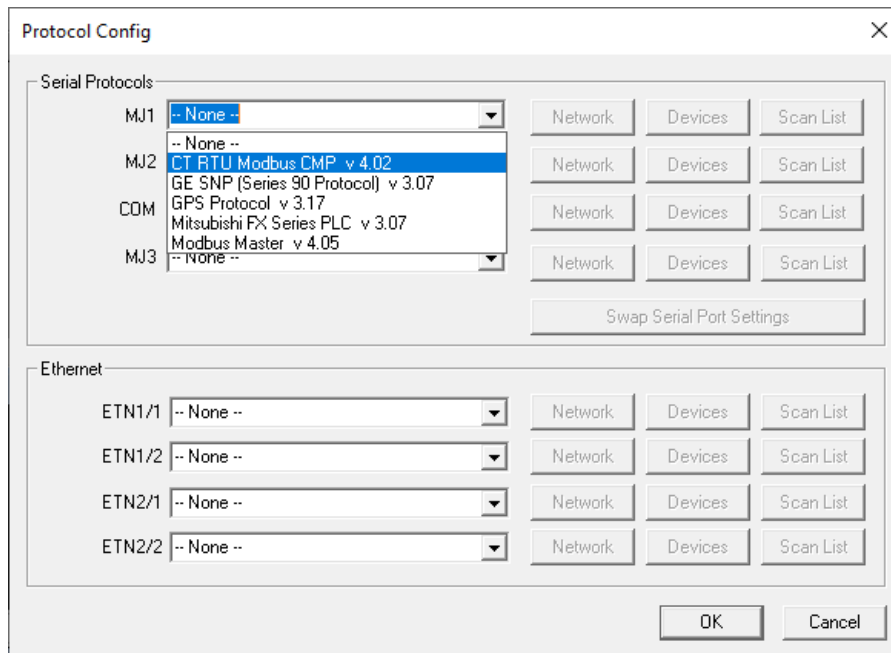 Protocol Config
Serial Protocols
MJ1 -- None -- Network Devices Scan List
-- None --
MJ2 CT RTU Modbus CMP v 4.02 Network Devices Scan List
GE SNP (Series 90 Protocol) v 3.07
COM GPS Protocol v 3.17 Network Devices Scan List
Mitsubishi FX Series PLC v 3.07
Modbus Master v 4.05
MJ3 -- None -- Network Devices Scan List
Swap Serial Port Settings
Ethernet
ETN1/1 -- None -- Network Devices Scan List
ETN1/2 -- None -- Network Devices Scan List
ETN2/1 -- None -- Network Devices Scan List
ETN2/2 -- None -- Network Devices Scan List
OK Cancel